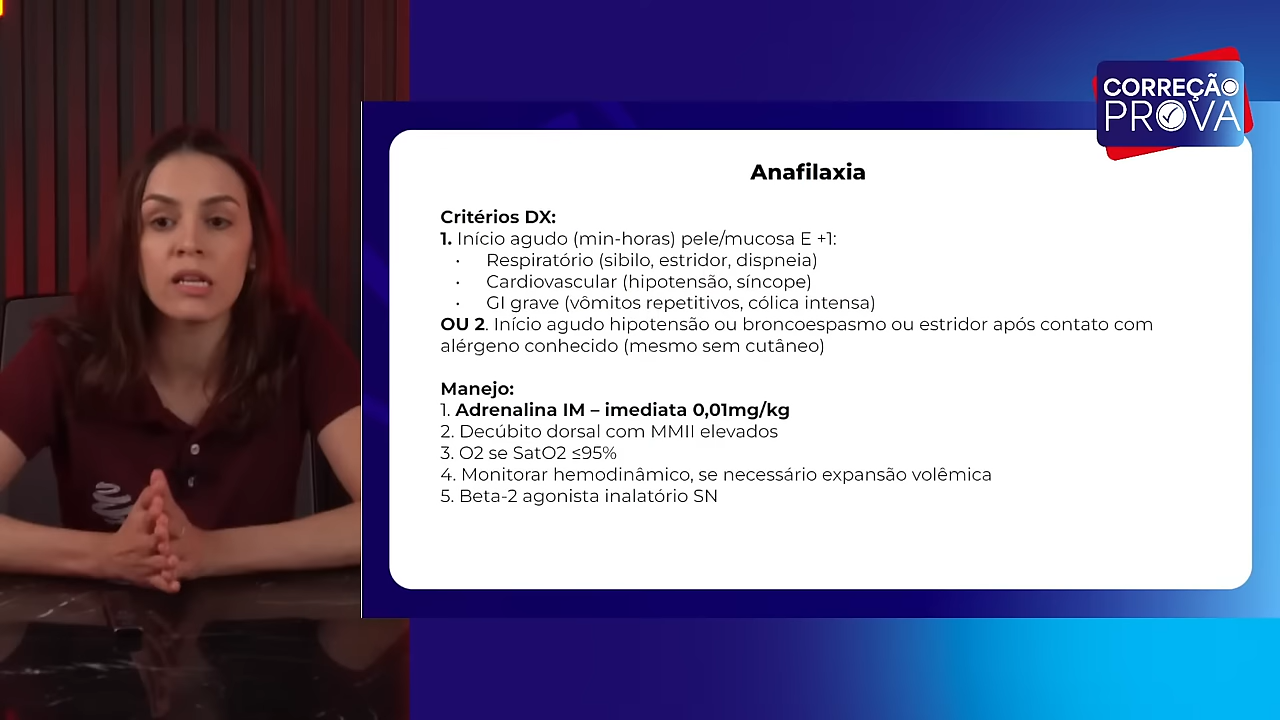 CORREÇÃO
PROVA
Anafilaxia
Critérios DX:
1. Início agudo (min-horas) pele/mucosa E +1:
• Respiratório (sibilo, estridor, dispneia)
• Cardiovascular (hipotensão, síncope)
• GI grave (vômitos repetitivos, cólica intensa)
OU 2. Início agudo hipotensão ou broncoespasmo ou estridor após contato com
alérgeno conhecido (mesmo sem cutâneo)
Manejo:
1. Adrenalina IM – imediata 0,01mg/kg
2. Decúbito dorsal com MMII elevados
3. O2 se SatO2 ≤95%
4. Monitorar hemodinâmico, se necessário expansão volêmica
5. Beta-2 agonista inalatório SN